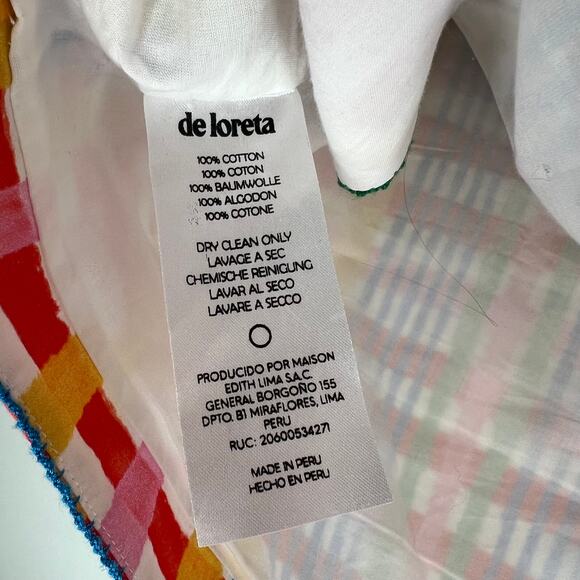 de loreta
100% COTTON
100% COTON
100% BAUMWOLLE
100% ALGODON
100% COTONE
DRY CLEAN ONLY
LAVAGE A SEC
CHEMISCHE REINIGUNG
LAVAR AL SECO
LAVARE A SECCO
PRODUCIDO POR MAISON
EDITH LIMA S.A.C.
GENERAL BORGOÑO 155
DPTO. B1 MIRAFLORES, LIMA
PERU
RUC: 20600534271
MADE IN PERU
HECHO EN PERU